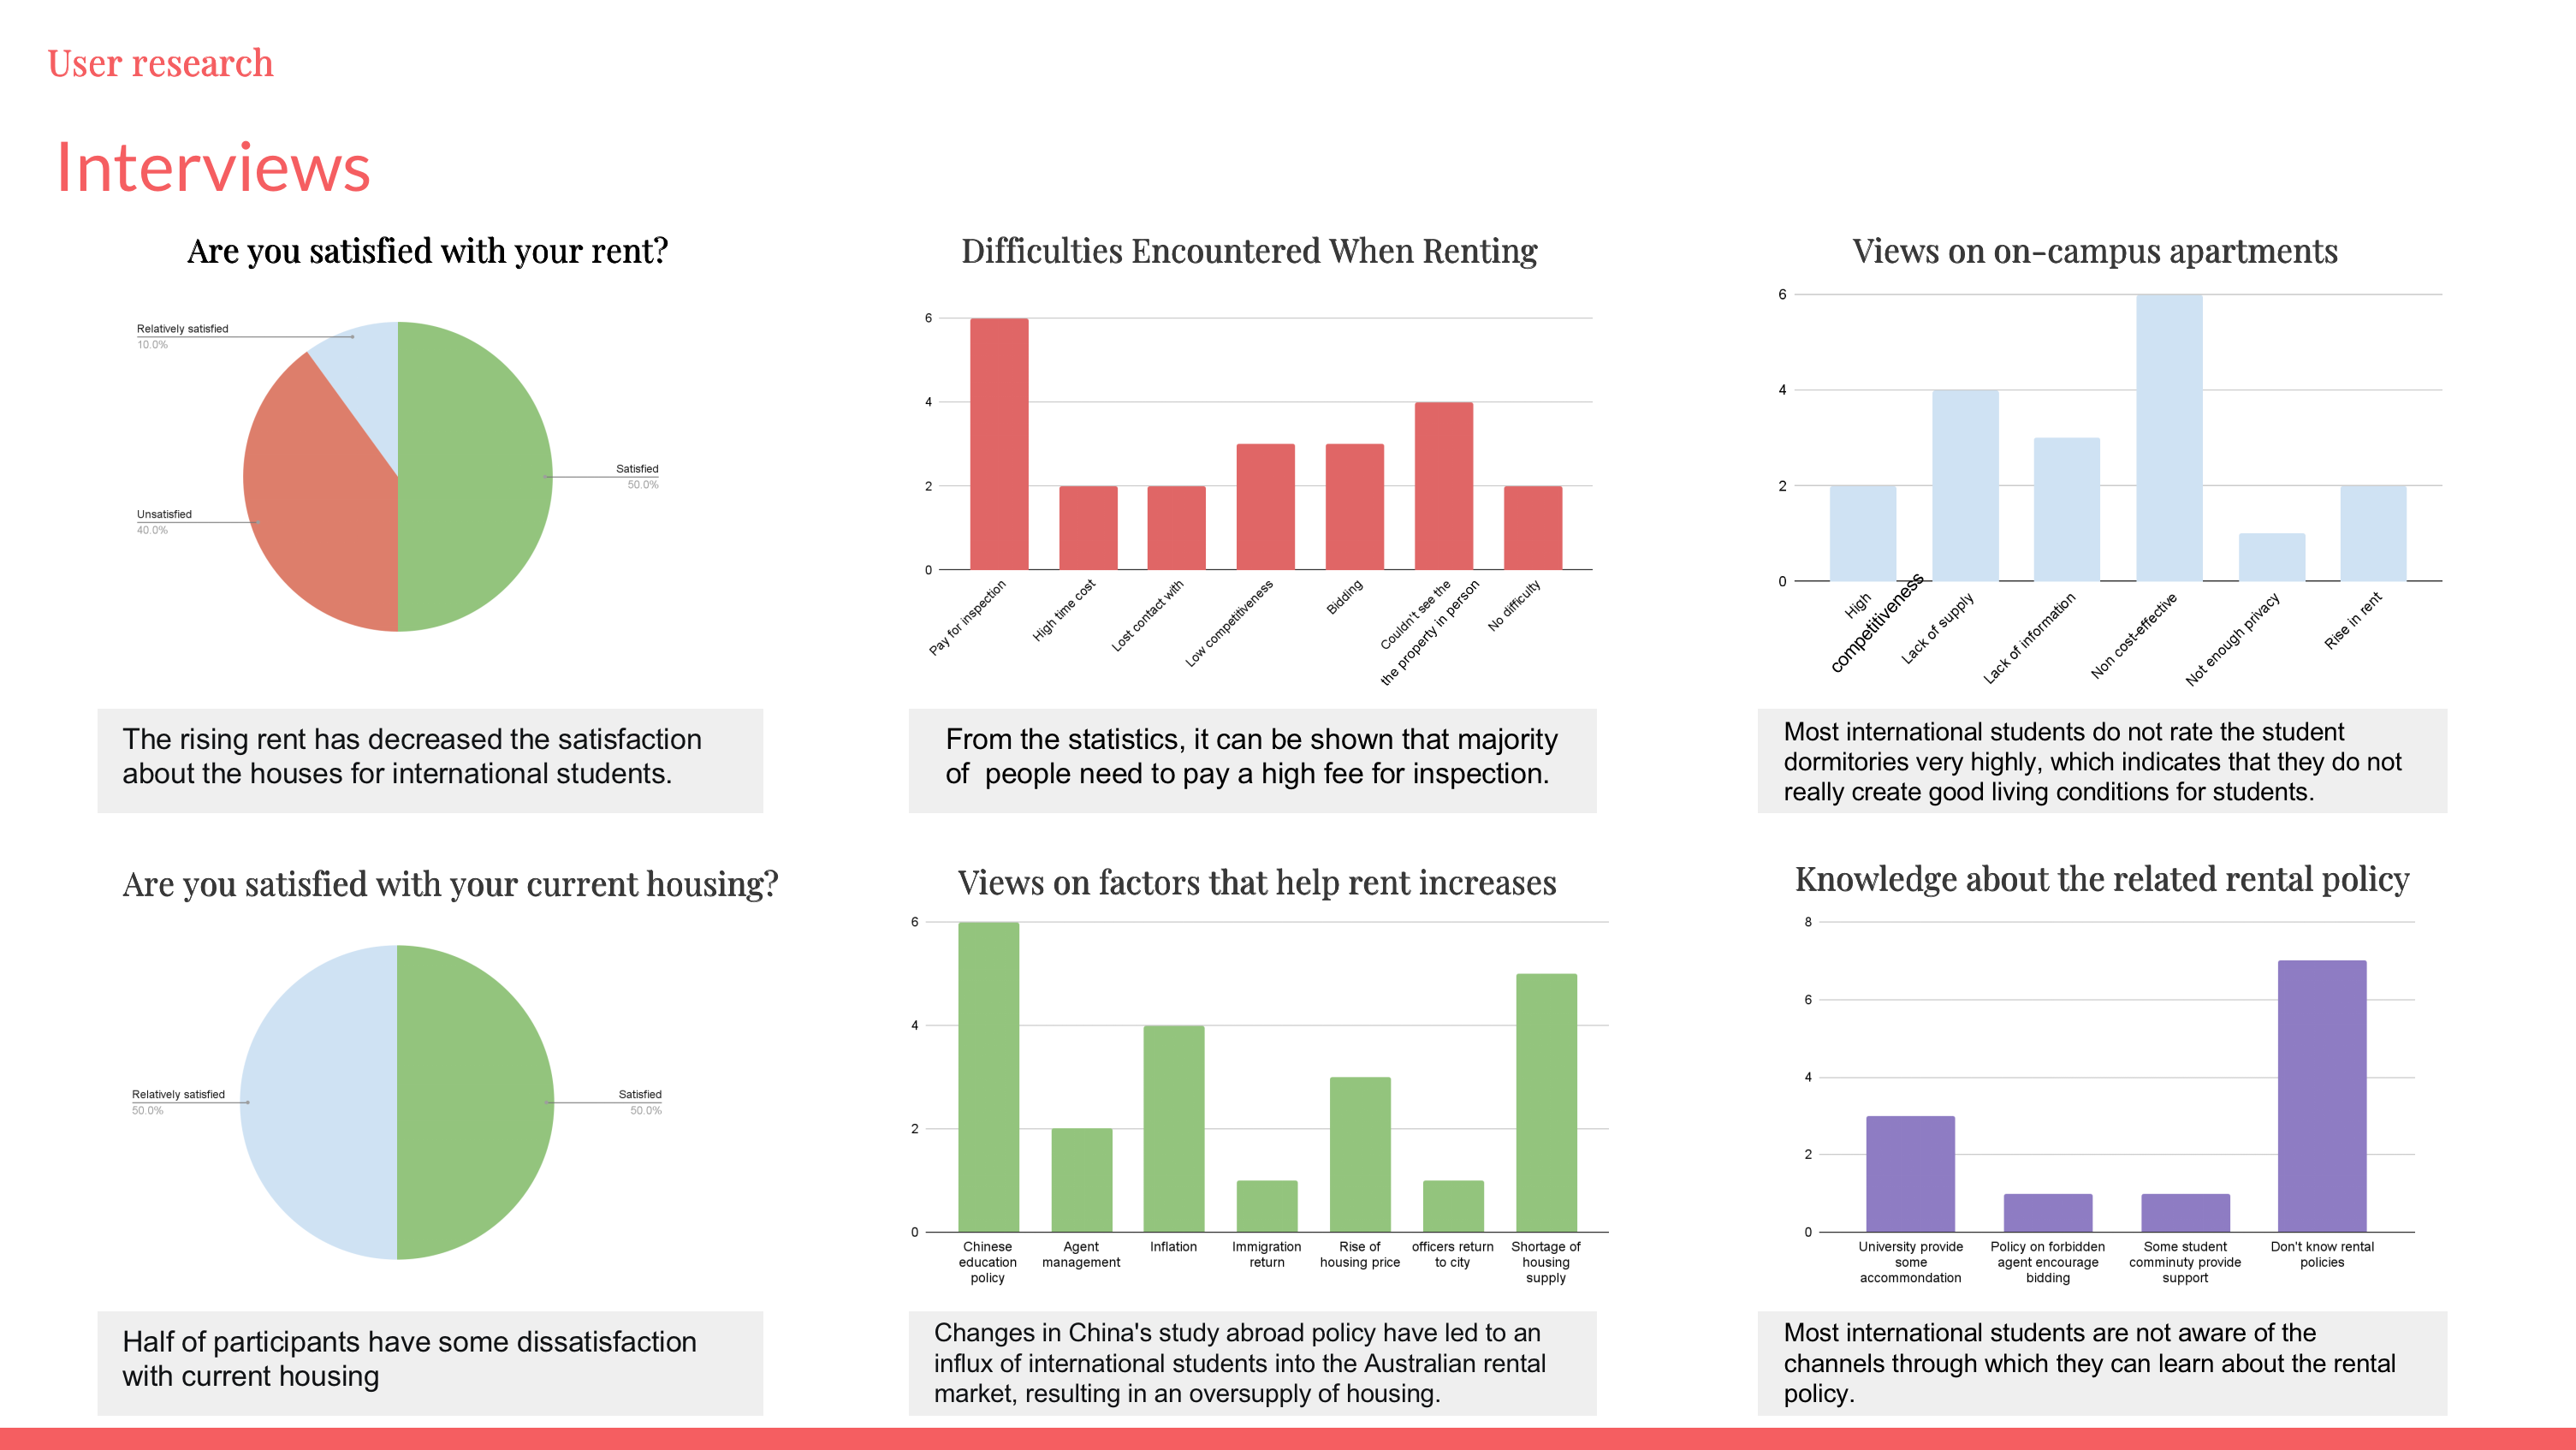 User research
Interviews
Are you satisfied with your rent?
Relatively satisfied
10.0%
Satisfied
50.0%
Unsatisfied
40.0%
The rising rent has decreased the satisfaction
about the houses for international students.
Difficulties Encountered When Renting
6
4
2
0
Pay for inspection
High time cost
Lost contact with
Low competitiveness
Bidding
Couldn't see the
the property in person
No difficulty
From the statistics, it can be shown that majority
of people need to pay a high fee for inspection.
Views on on-campus apartments
6
4
2
0
High
competitiveness
Lack of supply
Lack of information
Non cost-effective
Not enough privacy
Rise in rent
Most international students do not rate the student
dormitories very highly, which indicates that they do not
really create good living conditions for students.
Are you satisfied with your current housing?
Relatively satisfied
50.0%
Satisfied
50.0%
Half of participants have some dissatisfaction
with current housing
Views on factors that help rent increases
6
4
2
0
Chinese
education
policy
Agent
management
Inflation
Immigration
return
Rise of
housing price
officers return
to city
Shortage of
housing
supply
Changes in China's study abroad policy have led to an
influx of international students into the Australian rental
market, resulting in an oversupply of housing.
Knowledge about the related rental policy
8
6
4
2
0
University provide
some
accommondation
Policy on forbidden
agent encourage
bidding
Some student
comminuty provide
support
Don't know rental
policies
Most international students are not aware of the
channels through which they can learn about the rental
policy.